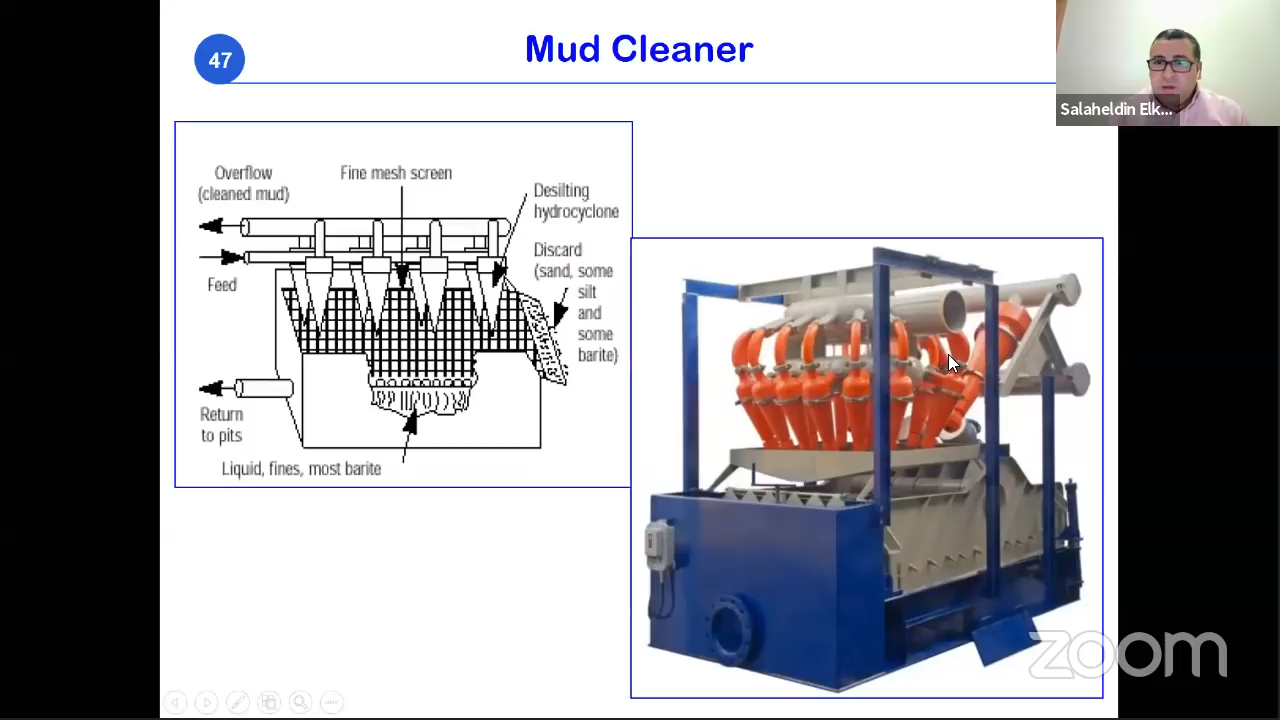 47
Mud Cleaner
Salaheldin Elk...
Overflow
(cleaned mud)
Fine mesh screen
Desilting
hydrocyclone
Discard
(sand, some
silt
and
some
barite)
Feed
Return
to pits
Liquid, fines, most barite
zoom